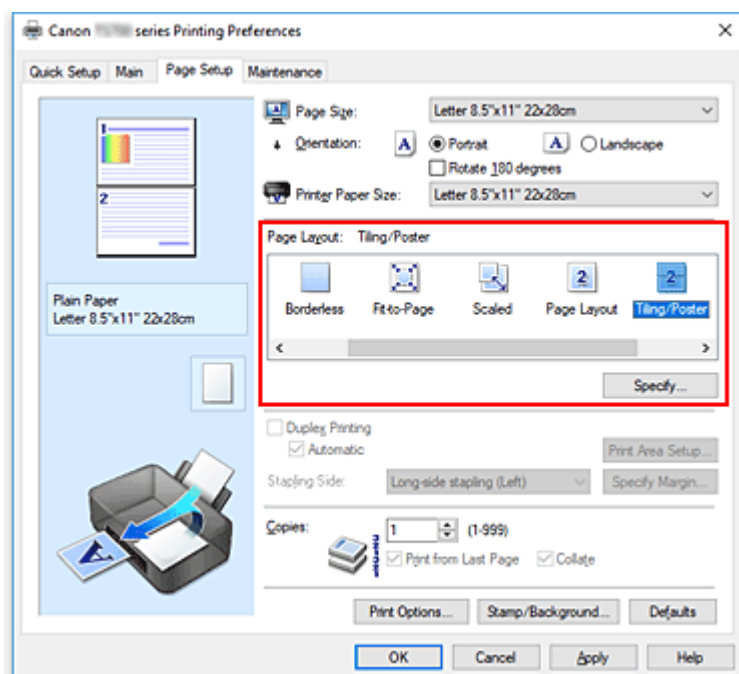 Canon series Printing Preferences
Quick Setup Main Page Setup Maintenance
1
2
Plain Paper
Letter 8.5"x11" 22x28cm
Page Size: Letter 8.5"x11" 22x28cm
Orientation: A Portrait A Landscape
Rotate 180 degrees
Printer Paper Size: Letter 8.5"x11" 22x28cm
Page Layout: Tiling/Poster
2 2
Borderless Fit-to-Page Scaled Page Layout Tiling/Poster
Specify...
Duplex Printing
Automatic Print Area Setup...
Stapling Side: Long-side stapling (Left) Specify Margin...
Copies: 1 (1-999)
Print from Last Page Collate
A
Print Options... Stamp/Background... Defaults
OK Cancel Apply Help